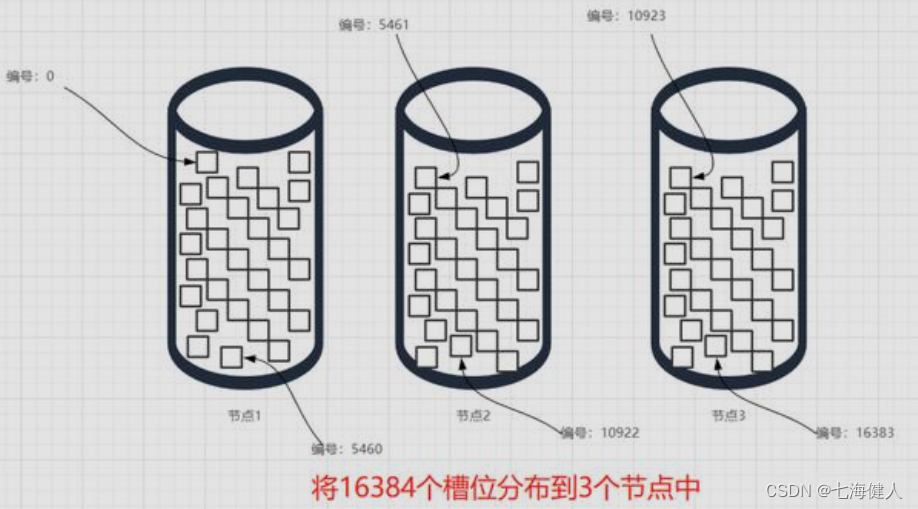 编号：0
编号：5461
编号：10923
节点1
节点2
节点3
编号：5460
编号：10922
编号：16383
将16384个槽位分布到3个节点中
CSDN @七海健人